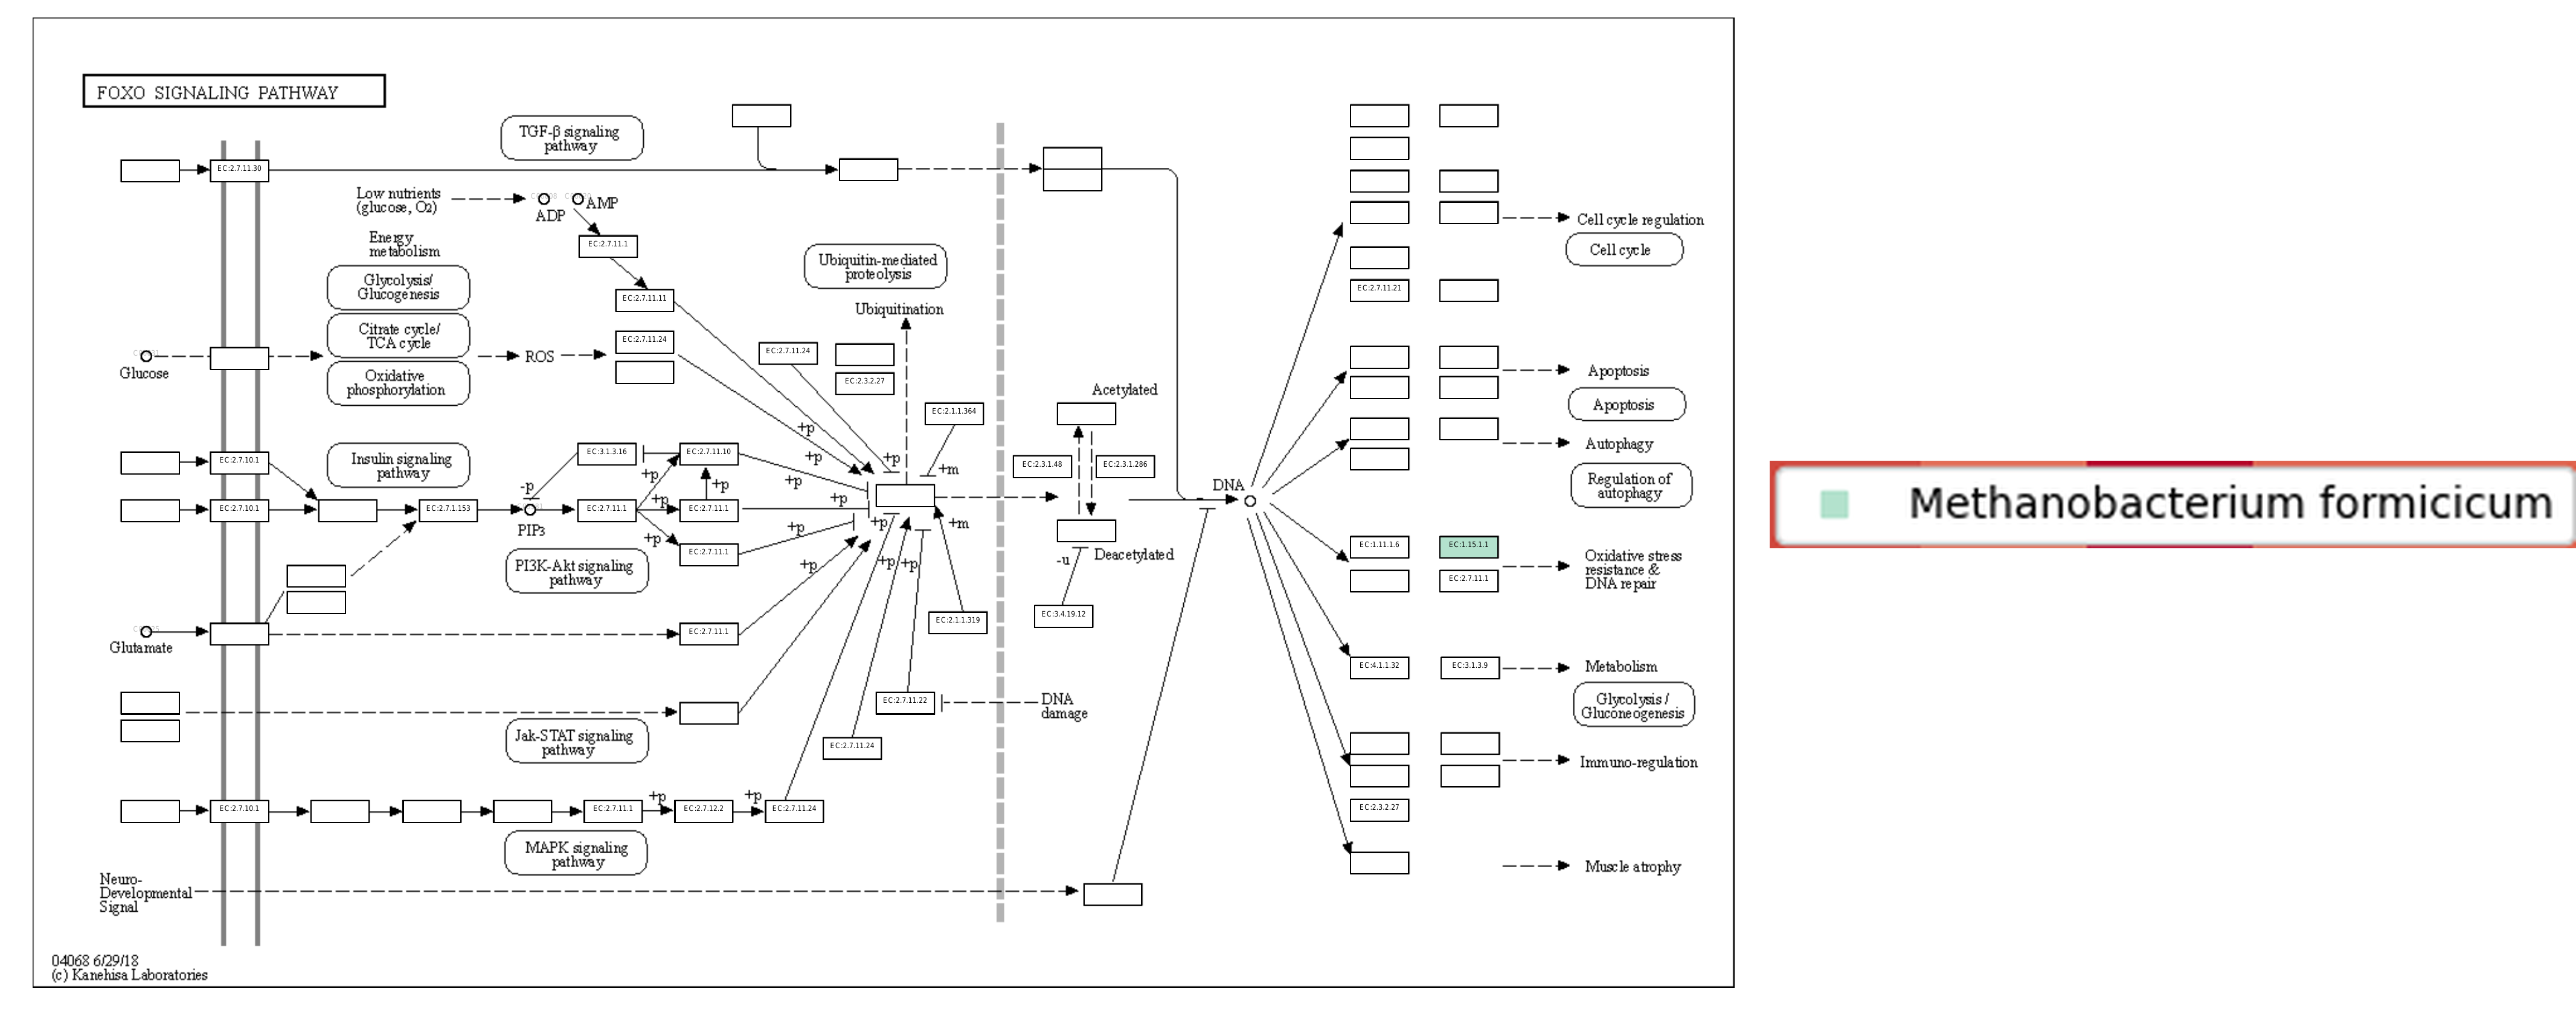 FOXO SIGNALING PATHWAY
TGF-β signaling
pathway
EC:2.7.11.30
Low nutrients
(glucose, O2)
ADP
AMP
Energy
metabolism
EC:2.7.11.1
Glycolysis/
Glucogenesis
EC:2.7.11.11
Ubiquitin-mediated
proteolysis
Ubiquitination
Citrate cycle/
TCA cycle
ROS
EC:2.7.11.24
EC:2.7.11.24
EC:2.3.2.27
Glucose
Oxidative
phosphorylation
Acetylated
EC:2.1.1.364
+p
+p
+p
+m
EC:2.7.10.1
Insulin signaling
pathway
EC:3.1.3.16
EC:2.7.11.10
EC:2.3.1.48
EC:2.3.1.286
-p
+p
+p
+p
+p
+p
EC:2.7.10.1
EC:2.7.1.153
PIP3
EC:2.7.11.1
EC:2.7.11.1
+p
+m
DNA
+p
+p
EC:2.7.11.1
PI3K-Akt signaling
pathway
+p
+p
+p
Deacetylated
-u
EC:3.4.19.12
EC:2.1.1.319
Glutamate
EC:2.7.11.1
EC:2.7.11.22
DNA
damage
Jak-STAT signaling
pathway
EC:2.7.11.24
EC:2.7.10.1
EC:2.7.11.1
+p
EC:2.7.12.2
+p
EC:2.7.11.24
MAPK signaling
pathway
Neuro-
Developmental
Signal
Cell cycle regulation
Cell cycle
EC:2.7.11.21
Apoptosis
Apoptosis
Autophagy
Regulation of
autophagy
EC:1.11.1.6
EC:1.15.1.1
EC:2.7.11.1
Oxidative stress
resistance &
DNA repair
EC:4.1.1.32
EC:3.1.3.9
Metabolism
Glycolysis /
Gluconeogenesis
Immuno-regulation
EC:2.3.2.27
Muscle atrophy
04068 6/29/18
(c) Kanehisa Laboratories
Methanobacterium formicicum